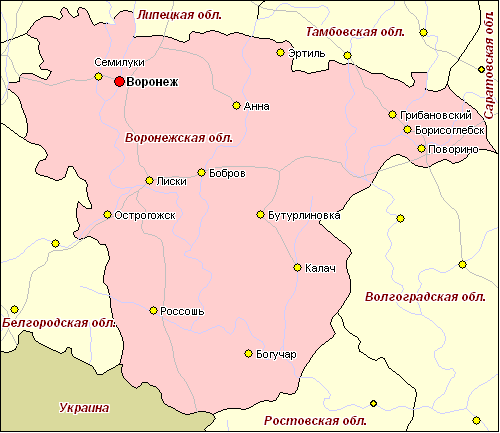 Липецкая обл.
Тамбовская обл.
Саратовская обл.
Эртиль
Семилуки
Воронеж
Анна
Грибановский
Борисоглебск
Воронежская обл.
Поворино
Бобров
Лиски
Острогожск
Бутурлиновка
Калач
Волгоградская обл.
Россошь
Белгородская обл.
Богучар
Украина
Ростовская обл.